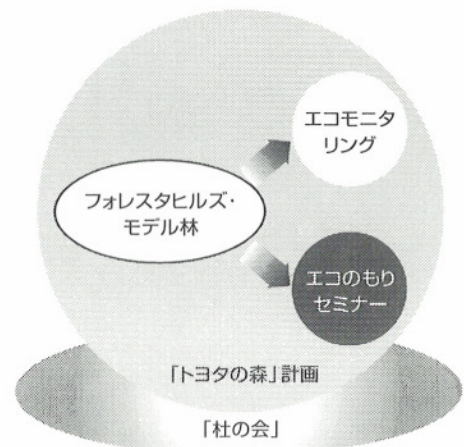 エコモニタ
リング
フォレスタヒルズ・
モデル林
エコのもり
セミナー
「トヨタの森」計画
「杜の会」